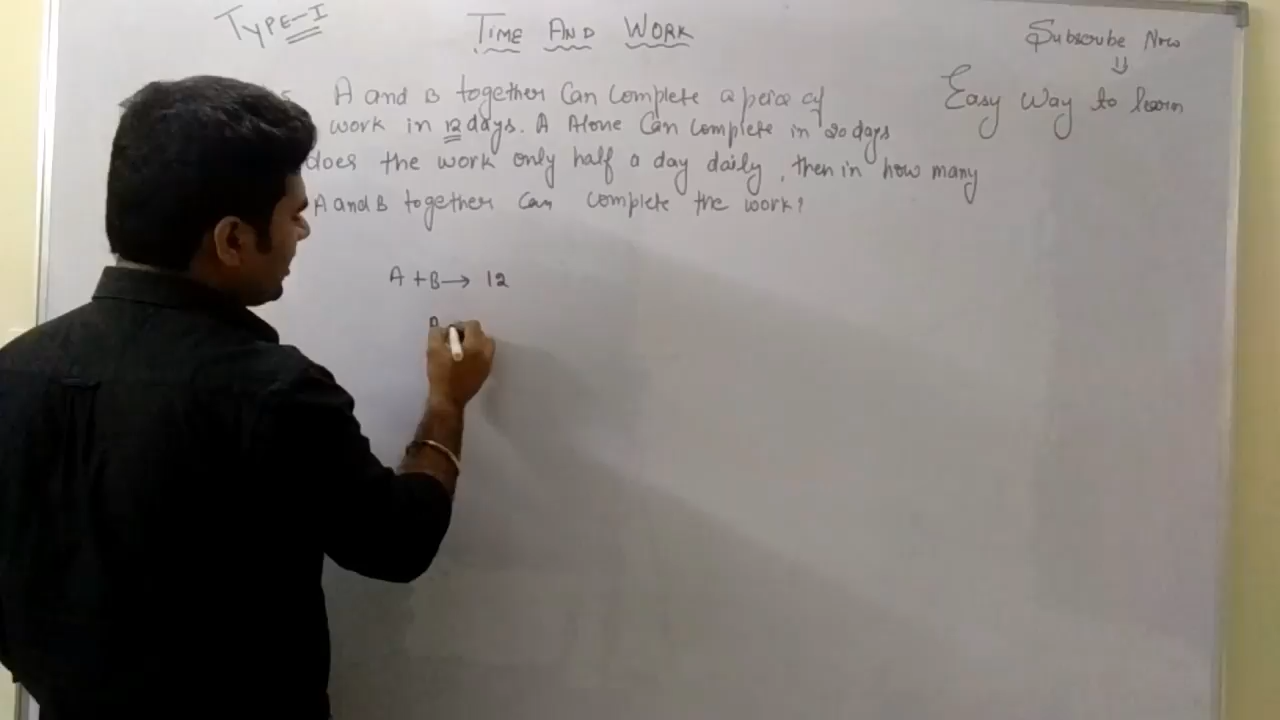 TYPE-I
TIME AND WORK
Subscribe Now
Easy Way to learn
A and B together Can Complete a peice of
work in 12 days. A Alone Can Complete in 20 days
does the work only half a day daily, then in how many
A and B together can complete the work?
A + B → 12